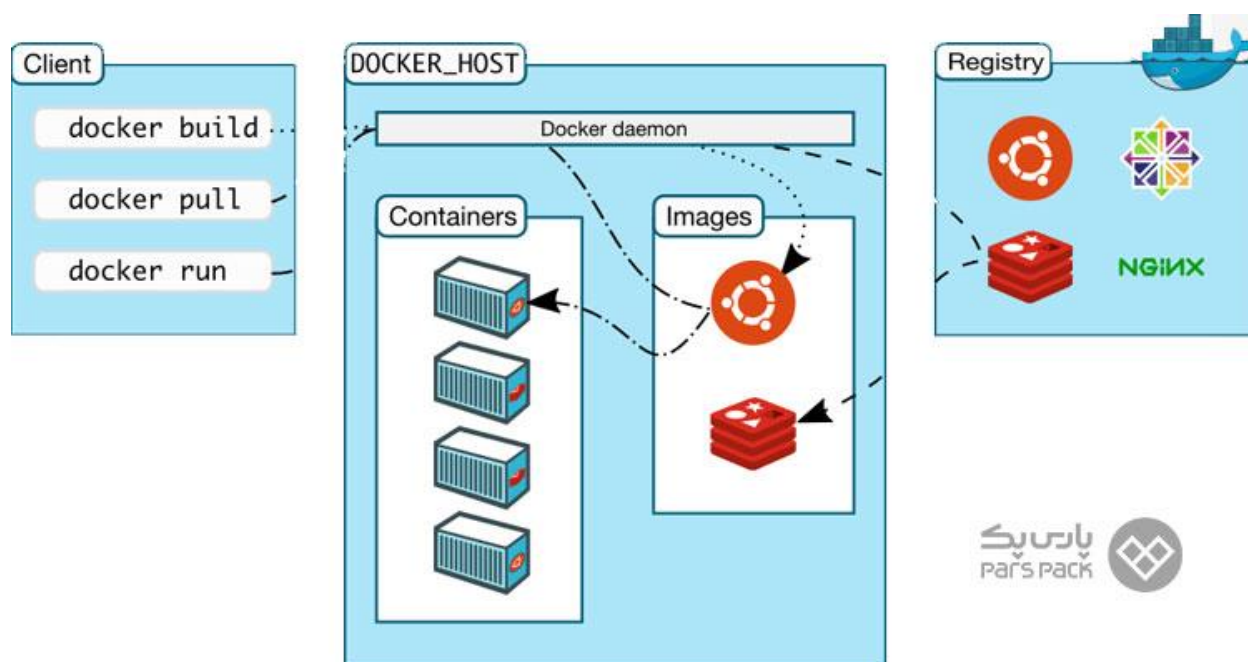 Client
docker build
docker pull
docker run
DOCKER_HOST
Docker daemon
Containers
Images
Registry
NGiNX
پارس پک
Pars Pack